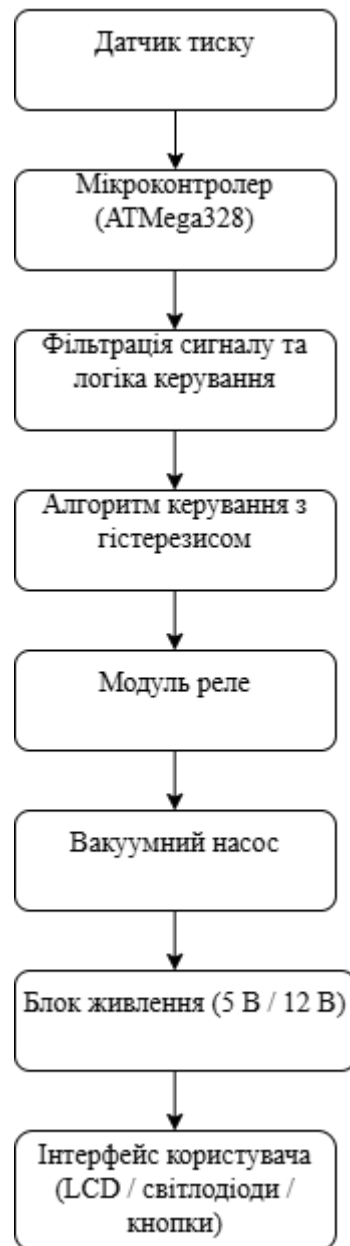 Датчик тиску
Мікроконтролер
(ATMega328)
Фільтрація сигналу та
логіка керування
Алгоритм керування з
гістерезисом
Модуль реле
Вакуумний насос
Блок живлення (5 В / 12 В)
Інтерфейс користувача
(LCD / світлодіоди /
кнопки)